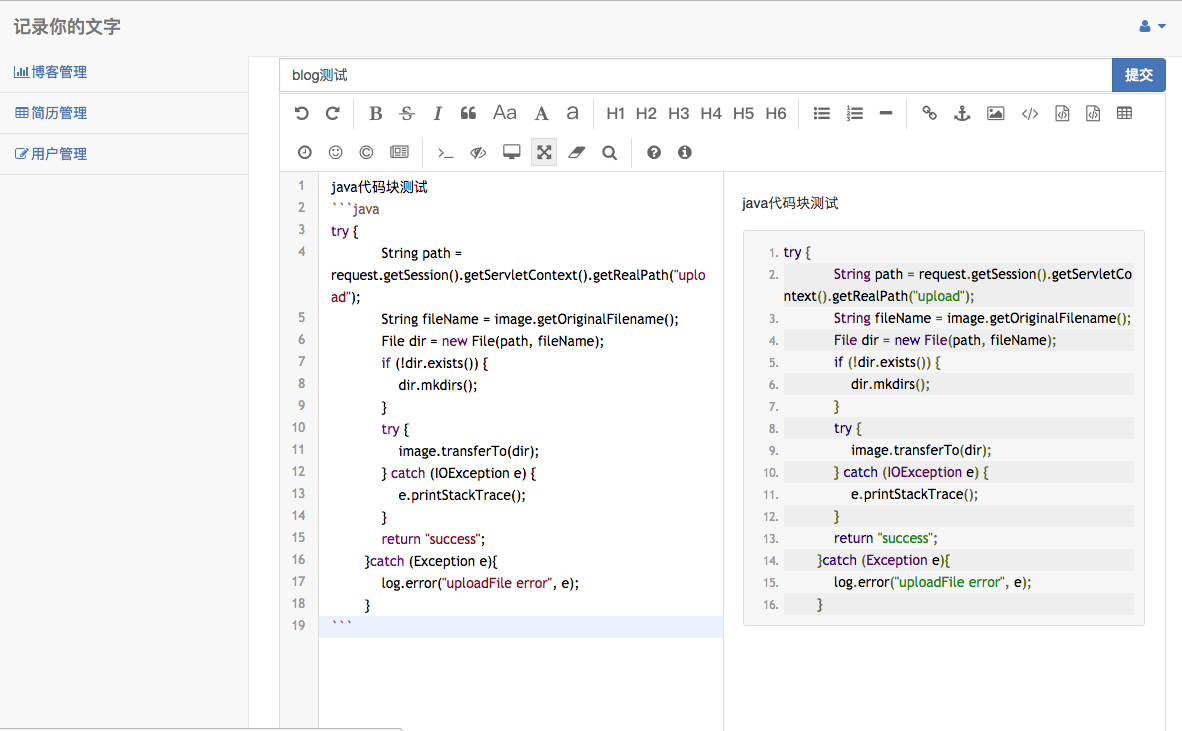 记录你的文字
博客管理
简历管理
用户管理
blog测试
提交
B S I Aa A a H1 H2 H3 H4 H5 H6
1 java代码块测试
2 ```java
3 try {
4 String path =
request.getSession().getServletContext().getRealPath("uplo
ad");
5 String fileName = image.getOriginalFilename();
6 File dir = new File(path, fileName);
7 if (!dir.exists()) {
8 dir.mkdirs();
9 }
10 try {
11 image.transferTo(dir);
12 } catch (IOException e) {
13 e.printStackTrace();
14 }
15 return "success";
16 }catch (Exception e){
17 log.error("uploadFile error", e);
18 }
19 ```
java代码块测试
1. try {
2. String path = request.getSession().getServletCo
ntext().getRealPath("upload");
3. String fileName = image.getOriginalFilename();
4. File dir = new File(path, fileName);
5. if (!dir.exists()) {
6. dir.mkdirs();
7. }
8. try {
9. image.transferTo(dir);
10. } catch (IOException e) {
11. e.printStackTrace();
12. }
13. return "success";
14. }catch (Exception e){
15. log.error("uploadFile error", e);
16. }